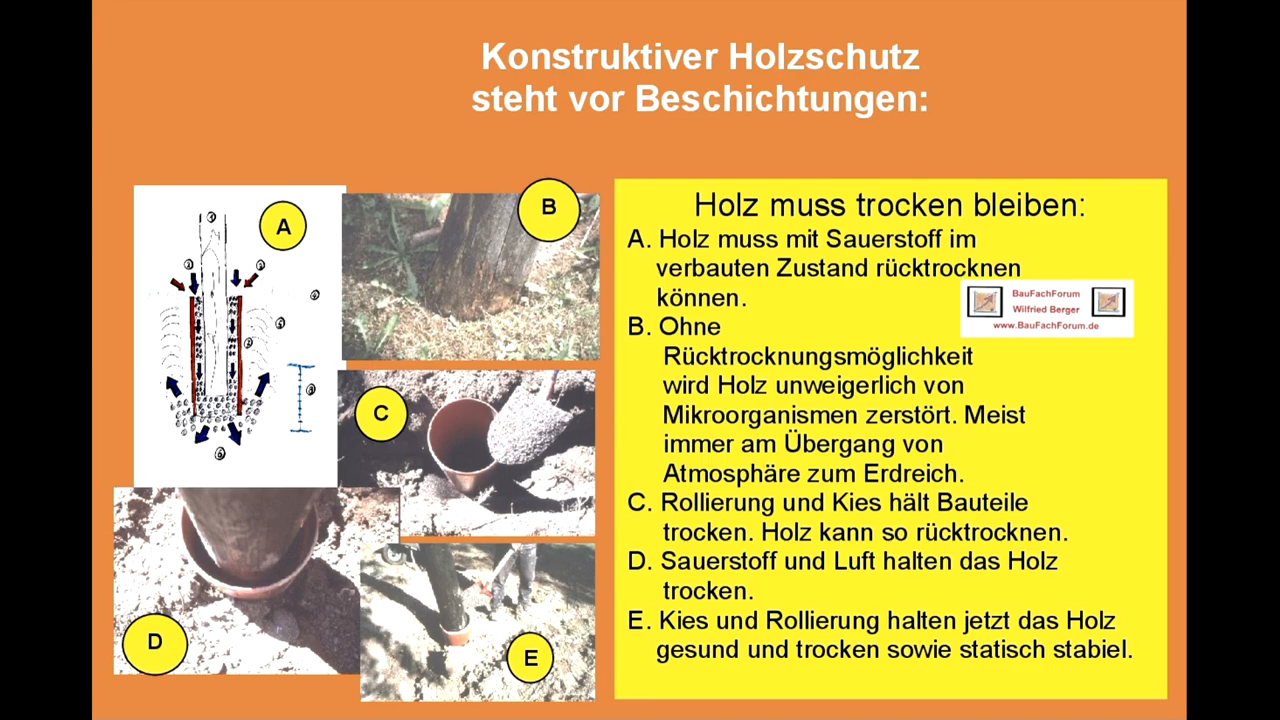 Konstruktiver Holzschutz
steht vor Beschichtungen:
A
B
C
D
E
Holz muss trocken bleiben:
A. Holz muss mit Sauerstoff im
verbauten Zustand rücktrocknen
können.
B. Ohne
Rücktrocknungsmöglichkeit
wird Holz unweigerlich von
Mikroorganismen zerstört. Meist
immer am Übergang von
Atmosphäre zum Erdreich.
C. Rollierung und Kies hält Bauteile
trocken. Holz kann so rücktrocknen.
D. Sauerstoff und Luft halten das Holz
trocken.
E. Kies und Rollierung halten jetzt das Holz
gesund und trocken sowie statisch stabiel.
BauFachForum
Wilfried Berger
www.BauFachForum.de